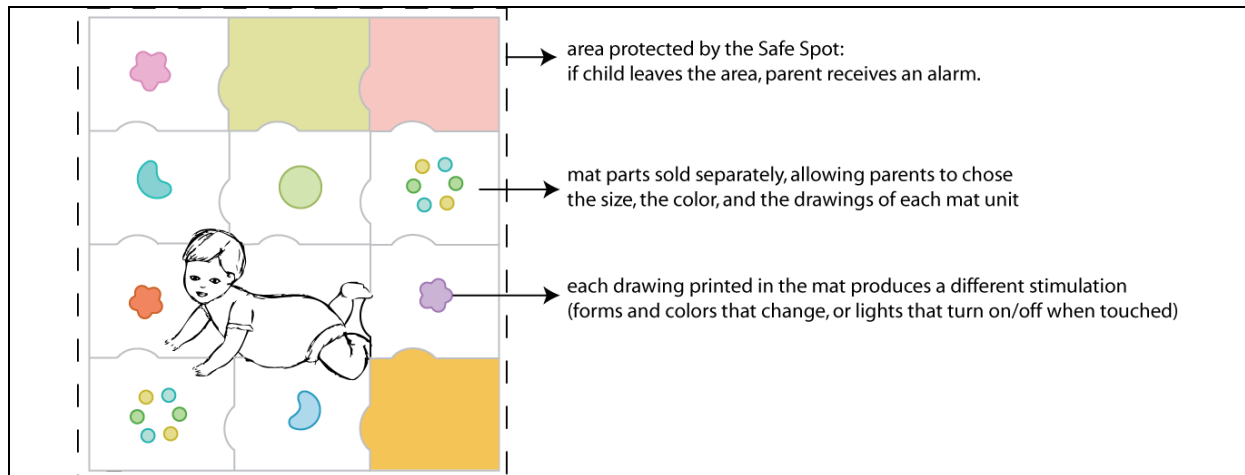 area protected by the Safe Spot:
if child leaves the area, parent receives an alarm.
mat parts sold separately, allowing parents to chose
the size, the color, and the drawings of each mat unit
each drawing printed in the mat produces a different stimulation
(forms and colors that change, or lights that turn on/off when touched)